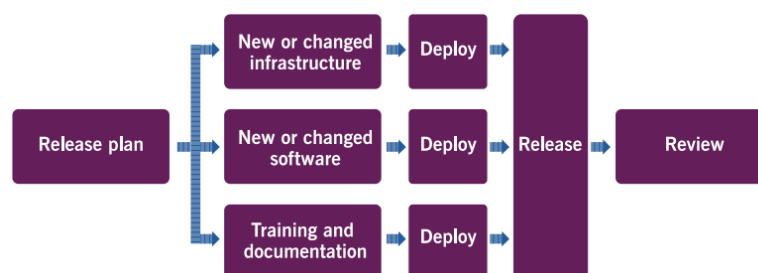 New or changed
infrastructure
Deploy
Release plan
New or changed
software
Deploy
Release
Review
Training and
documentation
Deploy